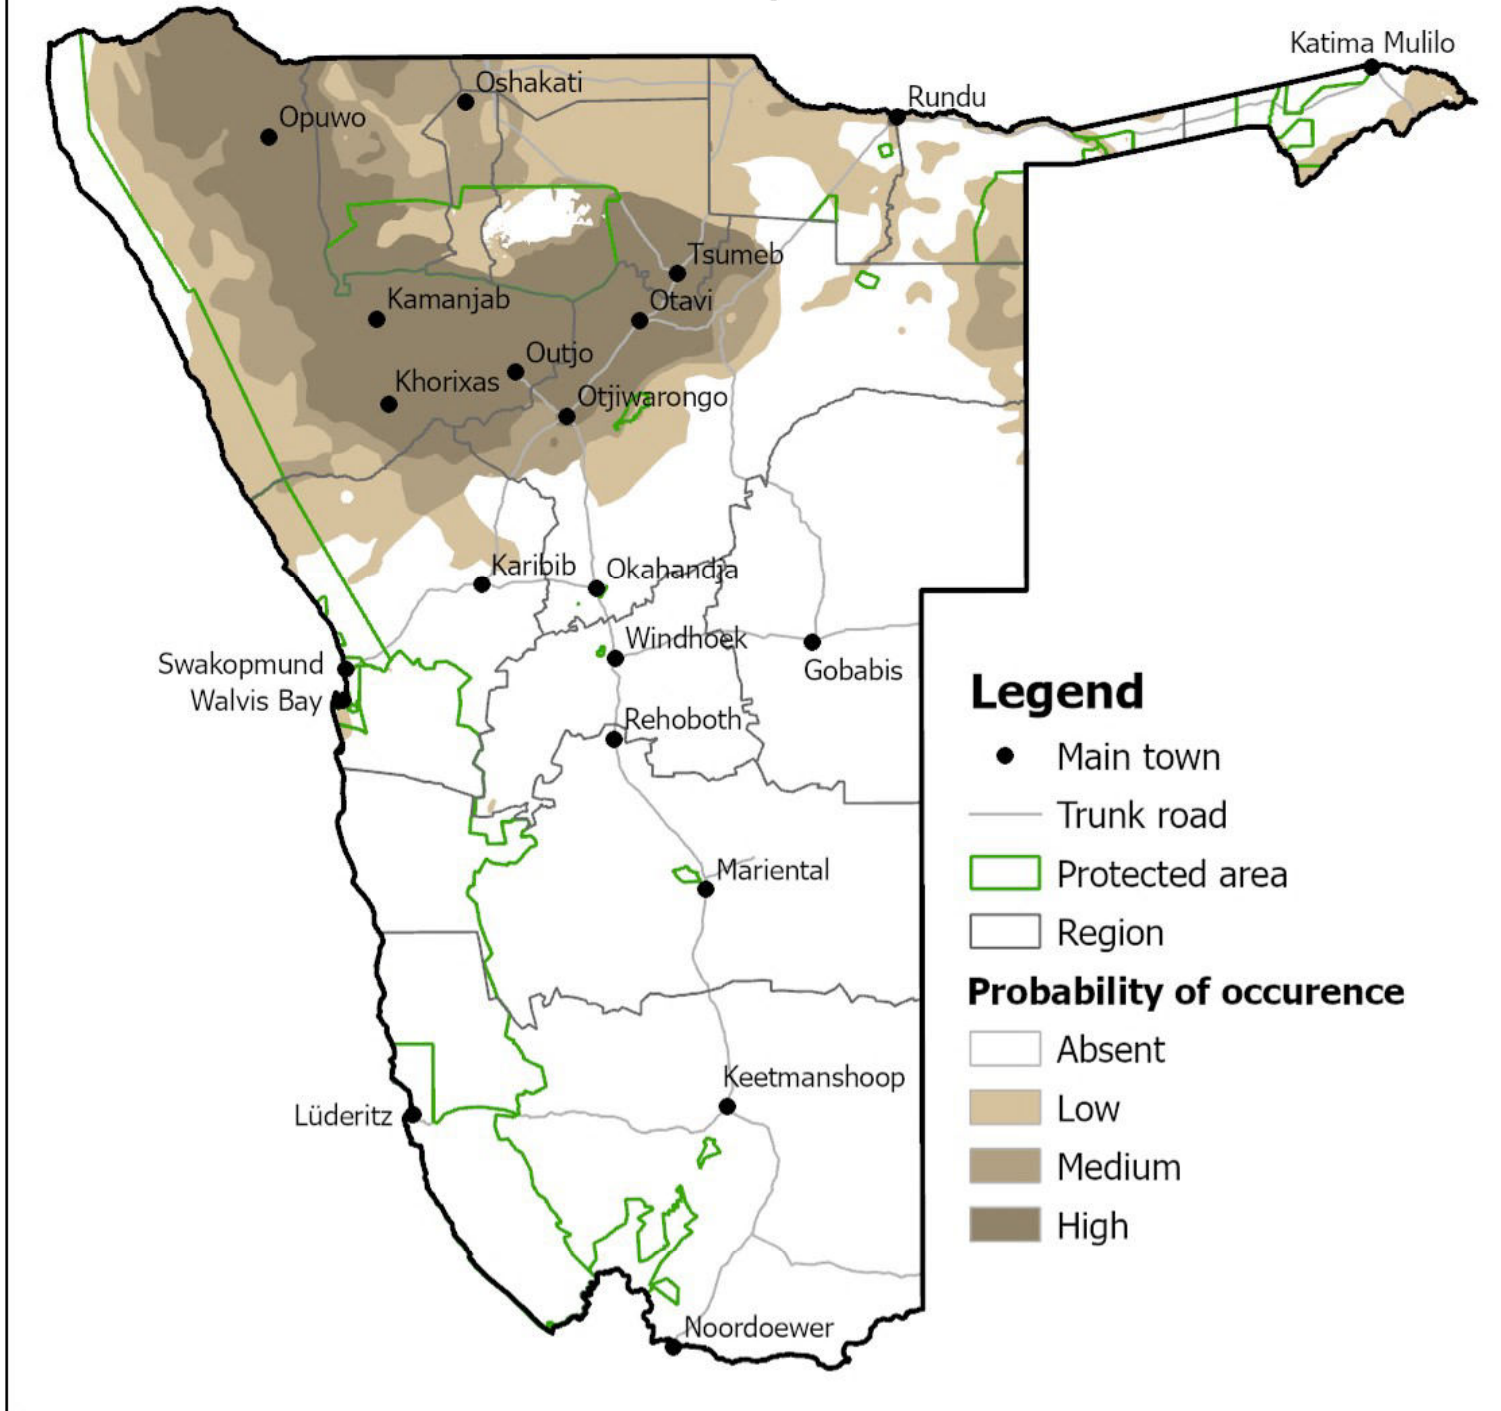 Katima Mulilo
Oshakati
Rundu
Opuwo
Tsumeb
Kamanjab
Otavi
Outjo
Khorixas
Otjiwarongo
Karibib
Okahandja
Windhoek
Swakopmund
Gobabis
Walvis Bay
Rehoboth
Mariental
Keetmanshoop
Lüderitz
Noordoewer
Legend
Main town
Trunk road
Protected area
Region
Probability of occurence
Absent
Low
Medium
High